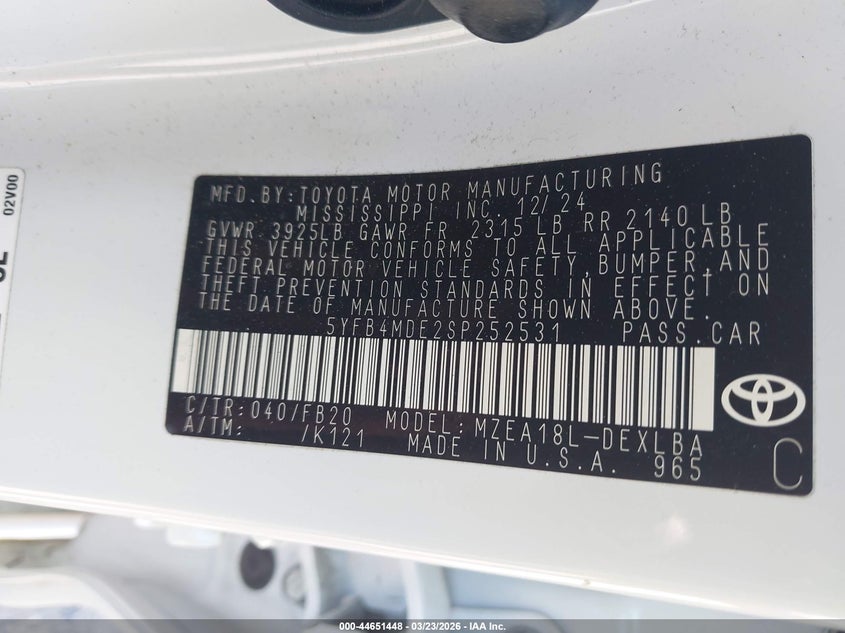 MFD. BY: TOYOTA MOTOR MANUFACTURING
MISSISSIPPI INC. 12/24
GVWR 3925LB GAWR FR 2315 LB RR 2140 LB
THIS VEHICLE CONFORMS TO ALL APPLICABLE
FEDERAL MOTOR VEHICLE SAFETY, BUMPER, AND
THEFT PREVENTION STANDARDS IN EFFECT ON
THE DATE OF MANUFACTURE SHOWN ABOVE.
5YFB4MDE2SP252531 PASS. CAR
C/TR: 040/FB20 MODEL: MZEA18L-DEXLBA
A/TM: /K121 MADE IN U.S.A. 965
C
02V00
000-44651448 - 03/23/2026 - IAA Inc.